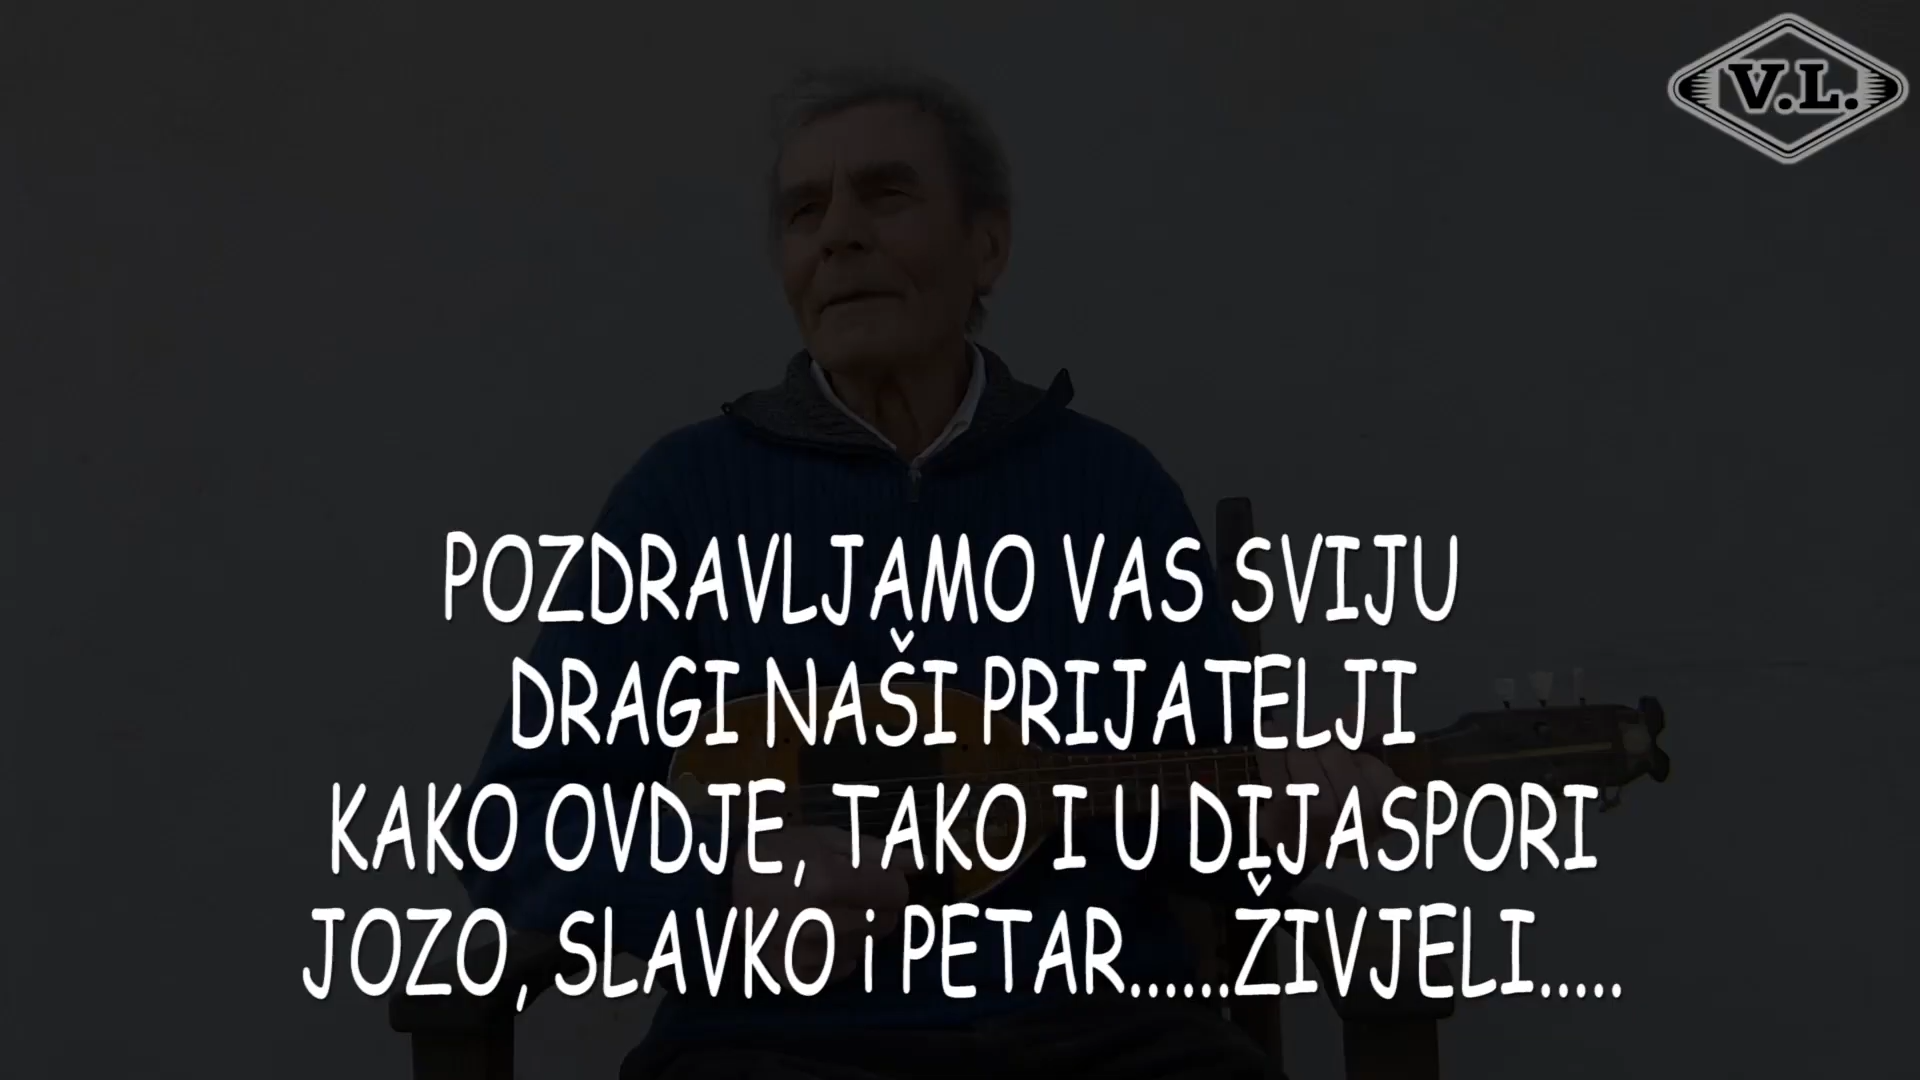 V.L.
POZDRAVLJAMO VAS SVIJU
DRAGI NAŠI PRIJATELJI
KAKO OVDJE, TAKO I U DIJASPORI
JOZO, SLAVKO i PETAR......ŽIVJELI.....